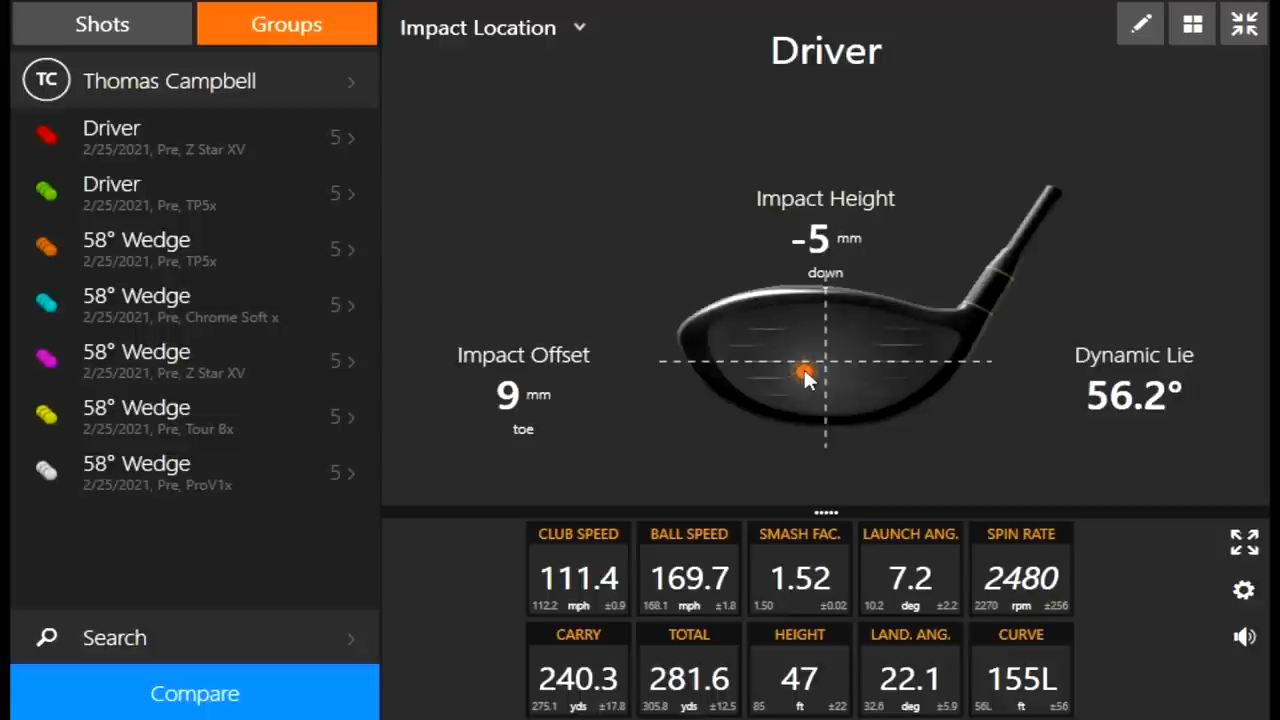 Shots
Groups
TC
Thomas Campbell
Driver
2/25/2021, Pre, Z Star XV
5
Driver
2/25/2021, Pre, TP5x
5
58° Wedge
2/25/2021, Pre, TP5x
5
58° Wedge
2/25/2021, Pre, Chrome Soft x
5
58° Wedge
2/25/2021, Pre, Z Star XV
5
58° Wedge
2/25/2021, Pre, Tour Bx
5
58° Wedge
2/25/2021, Pre, ProV1x
5
Search
Compare
Impact Location
Driver
Impact Height
-5 mm
down
Impact Offset
9 mm
toe
Dynamic Lie
56.2°
CLUB SPEED
111.4
112.2 mph ±0.9
BALL SPEED
169.7
168.1 mph ±1.8
SMASH FAC.
1.52
1.50 ±0.02
LAUNCH ANG.
7.2
10.2 deg ±2.2
SPIN RATE
2480
2270 rpm ±256
CARRY
240.3
275.1 yds ±17.8
TOTAL
281.6
305.8 yds ±12.5
HEIGHT
47
85 ft ±22
LAND. ANG.
22.1
32.6 deg ±5.9
CURVE
155L
56L ft ±56